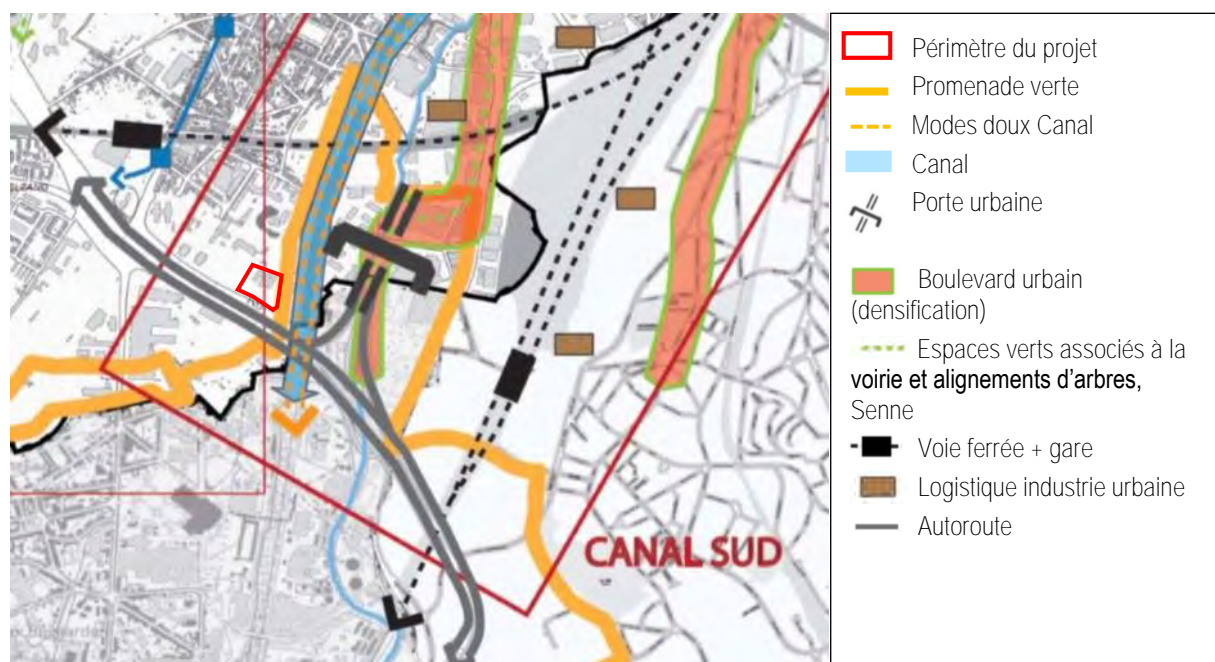 CANAL SUD
Périmètre du projet
Promenade verte
Modes doux Canal
Canal
Porte urbaine
Boulevard urbain
(densification)
Espaces verts associés à la
voirie et alignements d'arbres,
Senne
Voie ferrée + gare
Logistique industrie urbaine
Autoroute